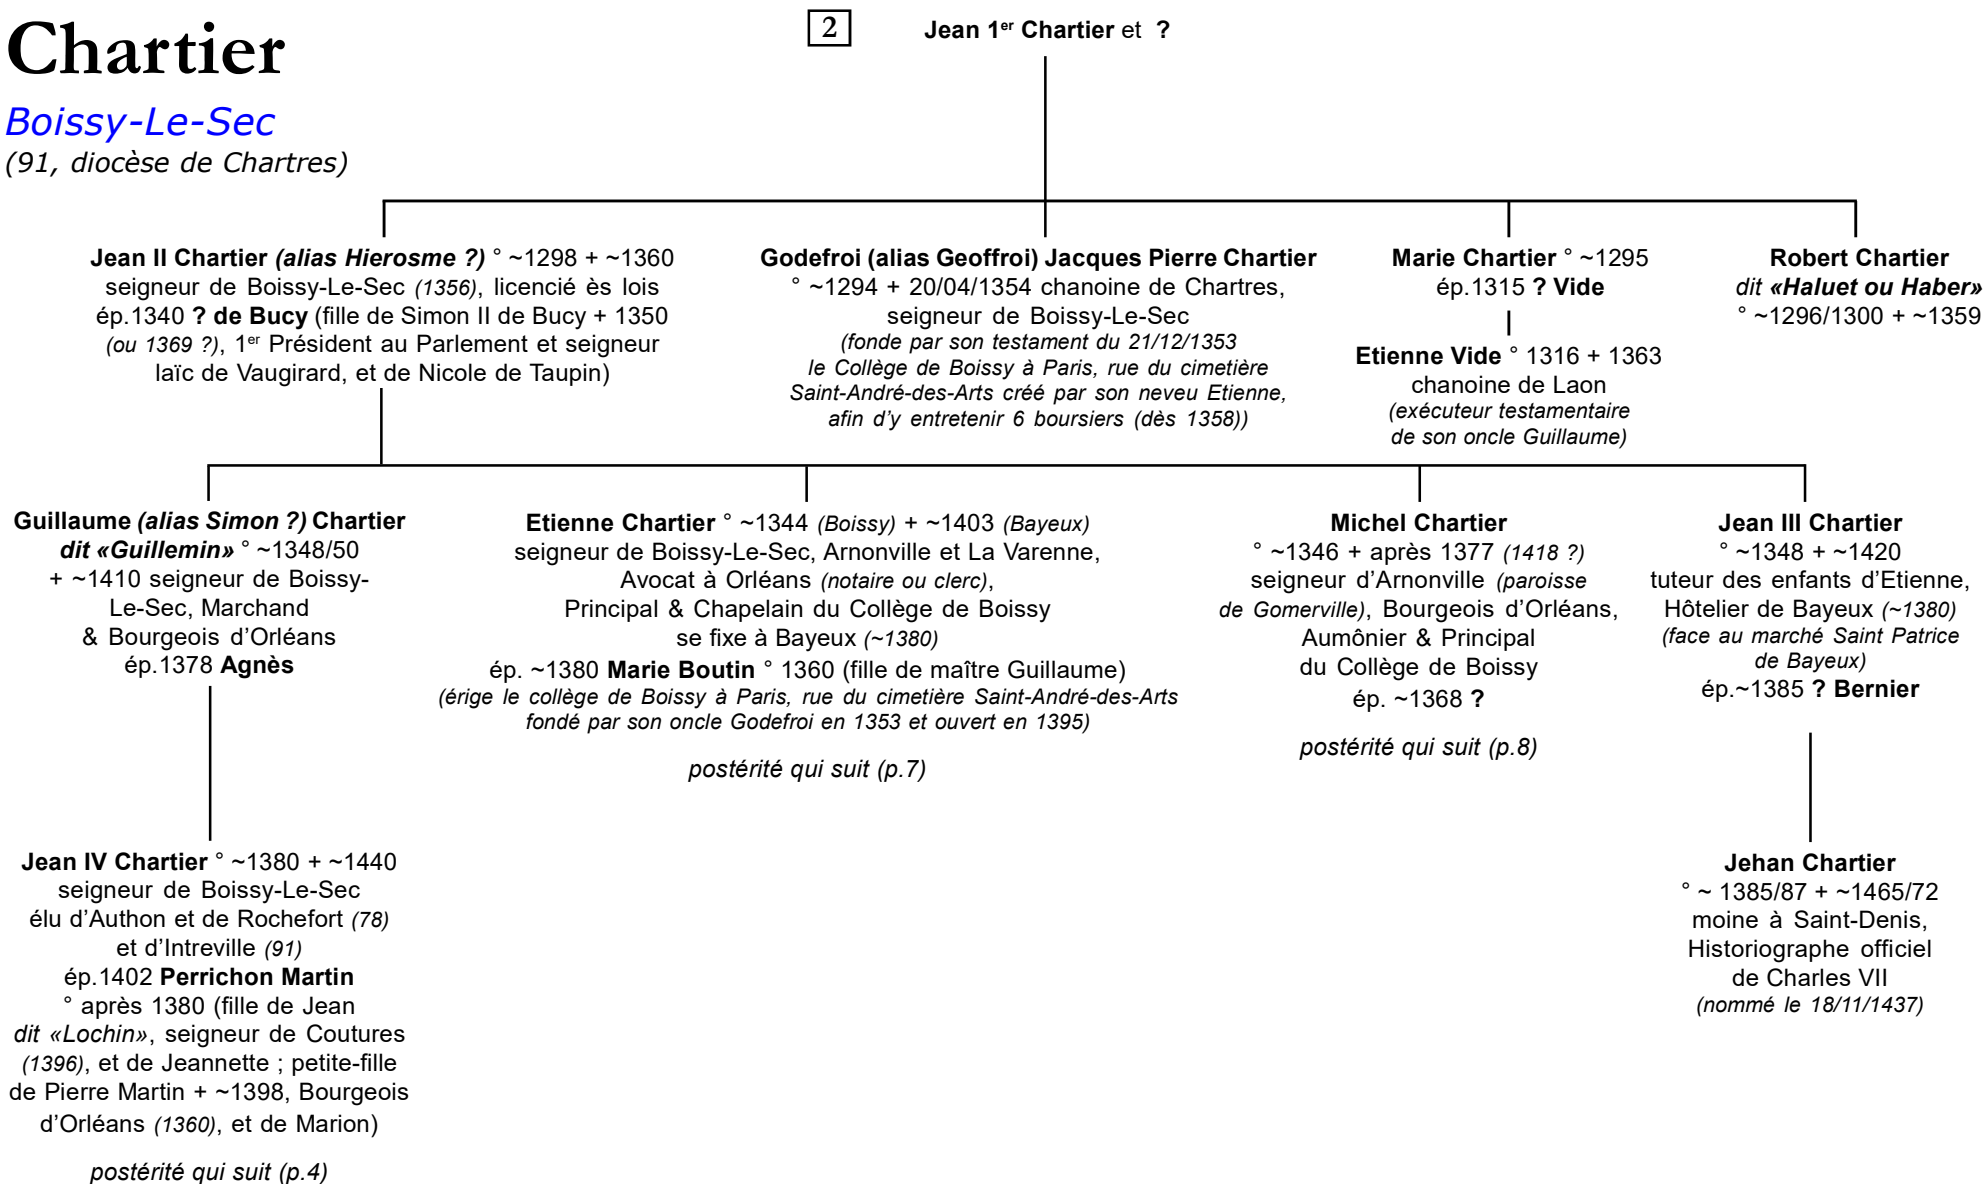 Chartier
Boissy-Le-Sec
(91, diocèse de Chartres)
2
Jean 1er Chartier et ?
Jean II Chartier (alias Hierosme ?) ° ~1298 + ~1360
seigneur de Boissy-Le-Sec (1356), licencié ès lois
ép.1340 ? de Bucy (fille de Simon II de Bucy + 1350
(ou 1369 ?), 1er Président au Parlement et seigneur
laïc de Vaugirard, et de Nicole de Taupin)
Godefroi (alias Geoffroi) Jacques Pierre Chartier
° ~1294 + 20/04/1354 chanoine de Chartres,
seigneur de Boissy-Le-Sec
(fonde par son testament du 21/12/1353
le Collège de Boissy à Paris, rue du cimetière
Saint-André-des-Arts créé par son neveu Etienne,
afin d'y entretenir 6 boursiers (dès 1358))
Marie Chartier ° ~1295
ép.1315 ? Vide
Etienne Vide ° 1316 + 1363
chanoine de Laon
(exécuteur testamentaire
de son oncle Guillaume)
Robert Chartier
dit «Haluet ou Haber»
° ~1296/1300 + ~1359
Guillaume (alias Simon ?) Chartier
dit «Guillemin» ° ~1348/50
+ ~1410 seigneur de Boissy-
Le-Sec, Marchand
& Bourgeois d'Orléans
ép.1378 Agnès
Etienne Chartier ° ~1344 (Boissy) + ~1403 (Bayeux)
seigneur de Boissy-Le-Sec, Arnonville et La Varenne,
Avocat à Orléans (notaire ou clerc),
Principal & Chapelain du Collège de Boissy
se fixe à Bayeux (~1380)
ép. ~1380 Marie Boutin ° 1360 (fille de maître Guillaume)
(érige le collège de Boissy à Paris, rue du cimetière Saint-André-des-Arts
fondé par son oncle Godefroi en 1353 et ouvert en 1395)
postérité qui suit (p.7)
Michel Chartier
° ~1346 + après 1377 (1418 ?)
seigneur d'Arnonville (paroisse
de Gomerville), Bourgeois d'Orléans,
Aumônier & Principal
du Collège de Boissy
ép. ~1368 ?
postérité qui suit (p.8)
Jean III Chartier
° ~1348 + ~1420
tuteur des enfants d'Etienne,
Hôtelier de Bayeux (~1380)
(face au marché Saint Patrice
de Bayeux)
ép.~1385 ? Bernier
Jean IV Chartier ° ~1380 + ~1440
seigneur de Boissy-Le-Sec
élu d'Authon et de Rochefort (78)
et d'Intreville (91)
ép.1402 Perrichon Martin
° après 1380 (fille de Jean
dit «Lochin», seigneur de Coutures
(1396), et de Jeannette ; petite-fille
de Pierre Martin + ~1398, Bourgeois
d'Orléans (1360), et de Marion)
postérité qui suit (p.4)
Jehan Chartier
° ~ 1385/87 + ~1465/72
moine à Saint-Denis,
Historiographe officiel
de Charles VII
(nommé le 18/11/1437)